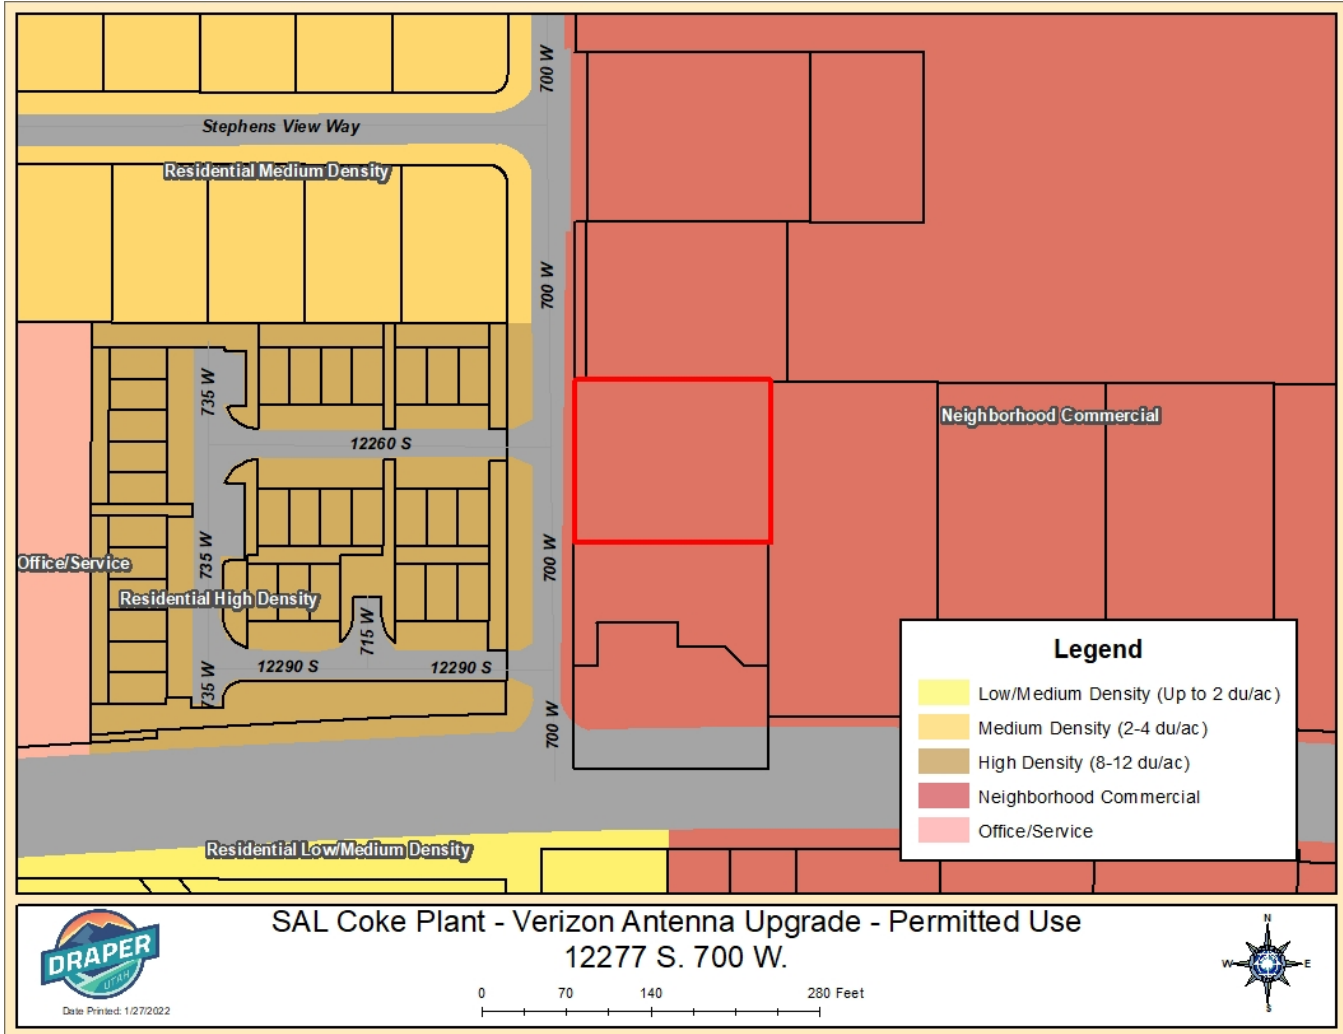 700 W
Stephens View Way
Residential Medium Density
700 W
735 W
12260 S
Neighborhood Commercial
Office/Service
735 W
700 W
Residential High Density
715 W
12290 S
12290 S
735 W
700 W
Legend
Low/Medium Density (Up to 2 du/ac)
Medium Density (2-4 du/ac)
High Density (8-12 du/ac)
Neighborhood Commercial
Office/Service
Residential Low/Medium Density
DRAPER
UTAH
Date Printed: 1/27/2022
SAL Coke Plant - Verizon Antenna Upgrade - Permitted Use
12277 S. 700 W.
0 70 140 280 Feet
N
W E
S